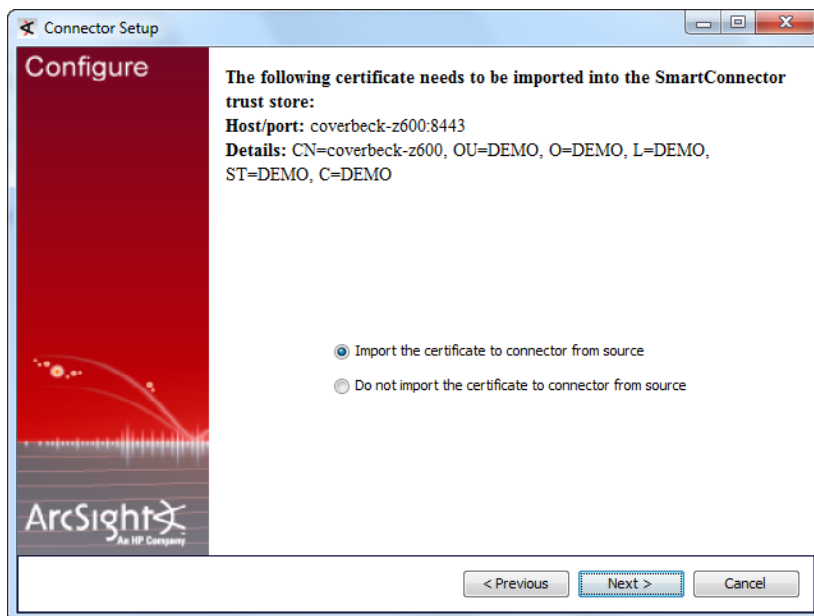 Connector Setup
Configure
The following certificate needs to be imported into the SmartConnector
trust store:
Host/port: coverbeck-z600:8443
Details: CN=coverbeck-z600, OU=DEMO, O=DEMO, L=DEMO,
ST=DEMO, C=DEMO
Import the certificate to connector from source
Do not import the certificate to connector from source
ArcSight
An HP Company
< Previous
Next >
Cancel